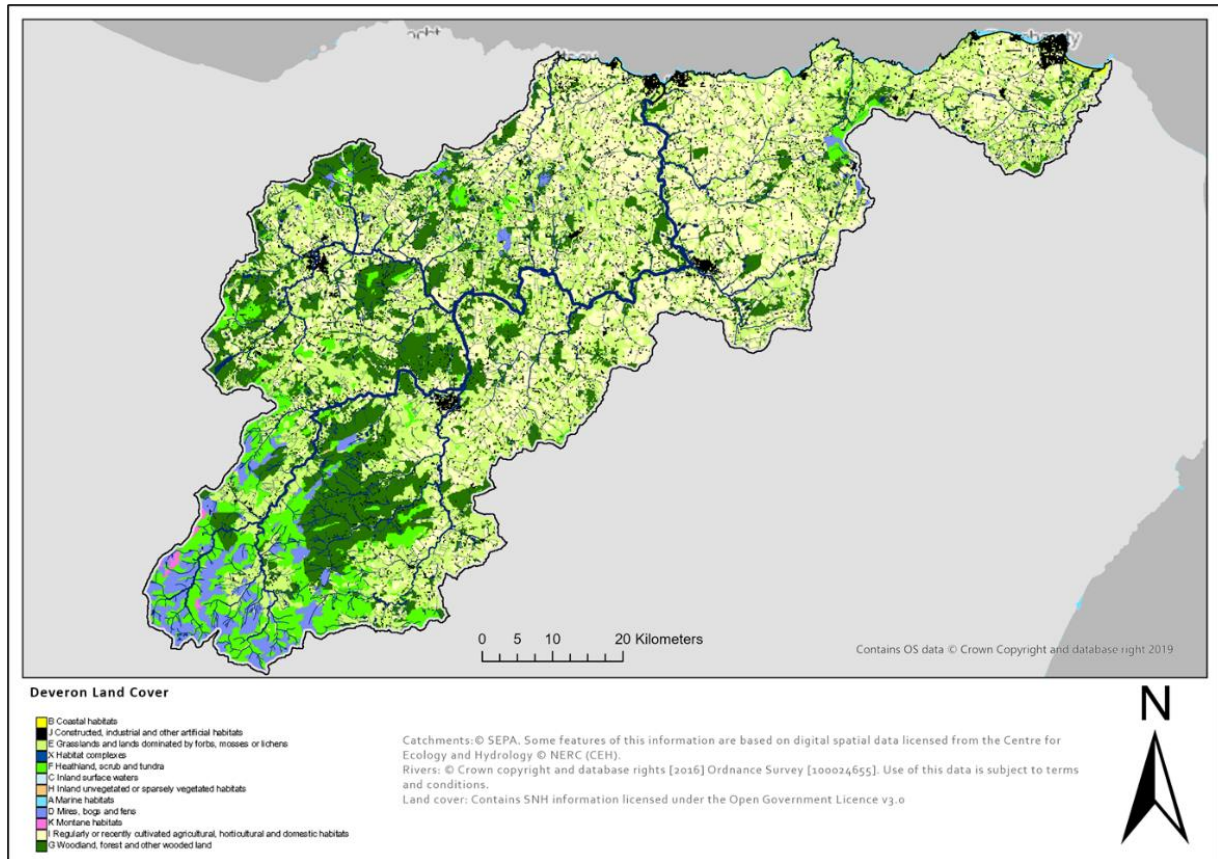 0 5 10 20 Kilometers
Contains OS data © Crown Copyright and database right 2019
Deveron Land Cover
N
B Coastal habitats
J Constructed, industrial and other artificial habitats
E Grasslands and lands dominated by forbs, mosses or lichens
X Habitat complexes
F Heathland, scrub and tundra
C Inland surface waters
H Inland unvegetated or sparsely vegetated habitats
A Marine habitats
D Mires, bogs and fens
K Montane habitats
I Regularly or recently cultivated agricultural, horticultural and domestic habitats
G Woodland, forest and other wooded land
Catchments:© SEPA. Some features of this information are based on digital spatial data licensed from the Centre for
Ecology and Hydrology © NERC (CEH).
Rivers: © Crown copyright and database rights [2016] Ordnance Survey [100024655]. Use of this data is subject to terms
and conditions.
Land cover: Contains SNH information licensed under the Open Government Licence v3.0